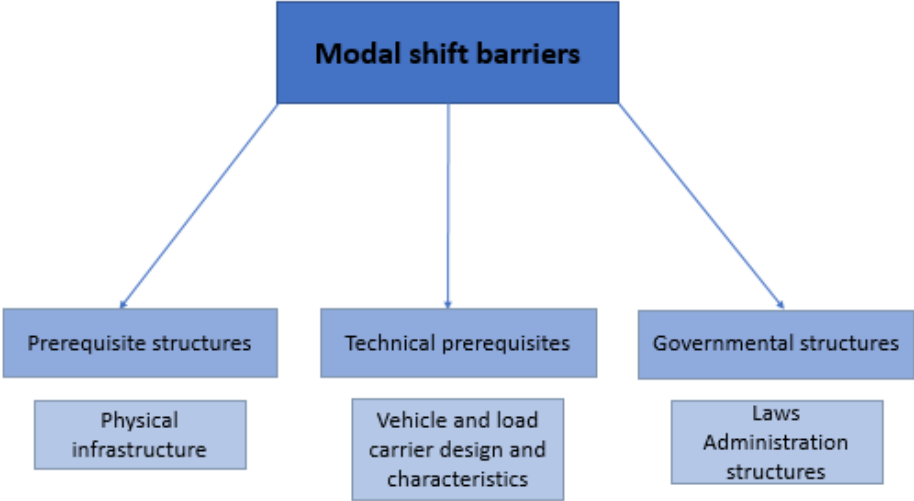 Modal shift barriers
Prerequisite structures
Technical prerequisites
Governmental structures
Physical
infrastructure
Vehicle and load
carrier design and
characteristics
Laws
Administration
structures